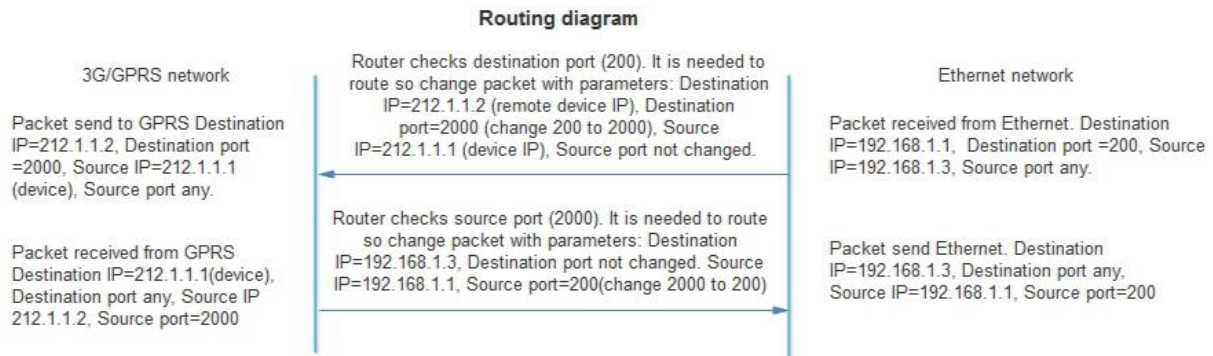 Routing diagram
3G/GPRS network
Packet send to GPRS Destination
IP=212.1.1.2, Destination port
=2000, Source IP=212.1.1.1
(device), Source port any.
Packet received from GPRS
Destination IP=212.1.1.1(device),
Destination port any, Source IP
212.1.1.2, Source port=2000
Router checks destination port (200). It is needed to
route so change packet with parameters: Destination
IP=212.1.1.2 (remote device IP), Destination
port=2000 (change 200 to 2000), Source
IP=212.1.1.1 (device IP), Source port not changed.
Router checks source port (2000). It is needed to route
so change packet with parameters: Destination
IP=192.168.1.3, Destination port not changed. Source
IP=192.168.1.1, Source port=200(change 2000 to 200)
Ethernet network
Packet received from Ethernet. Destination
IP=192.168.1.1, Destination port =200, Source
IP=192.168.1.3, Source port any.
Packet send Ethernet. Destination
IP=192.168.1.3, Destination port any,
Source IP=192.168.1.1, Source port=200